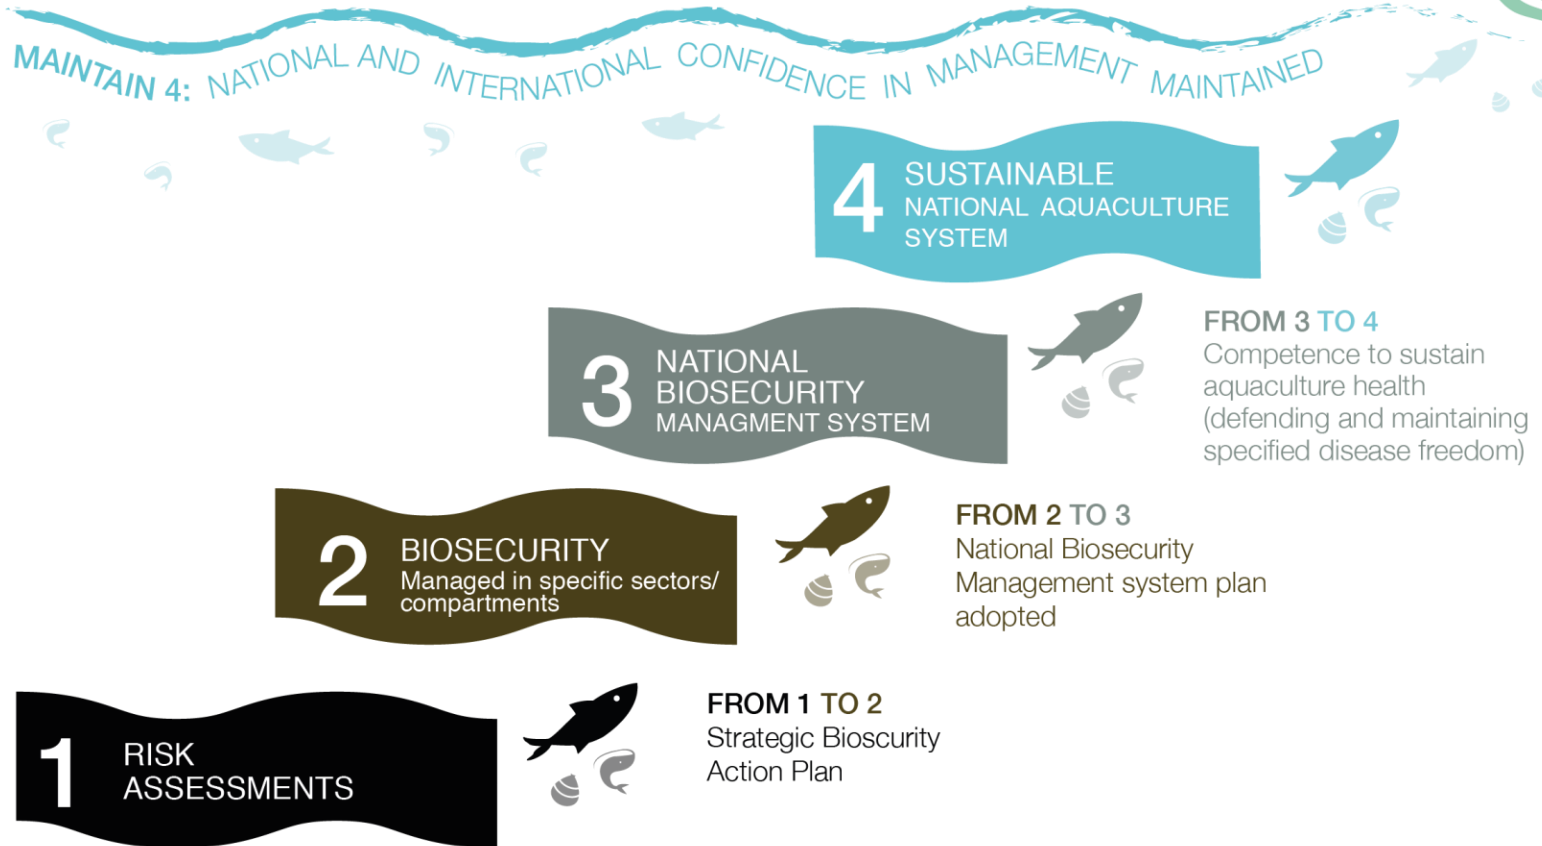 MAINTAIN 4: NATIONAL AND INTERNATIONAL CONFIDENCE IN MANAGEMENT MAINTAINED
4
SUSTAINABLE
NATIONAL AQUACULTURE
SYSTEM
3
NATIONAL
BIOSECURITY
MANAGMENT SYSTEM
FROM 3 TO 4
Competence to sustain
aquaculture health
(defending and maintaining
specified disease freedom)
2
BIOSECURITY
Managed in specific sectors/
compartments
FROM 2 TO 3
National Biosecurity
Management system plan
adopted
1
RISK
ASSESSMENTS
FROM 1 TO 2
Strategic Bioscurity
Action Plan